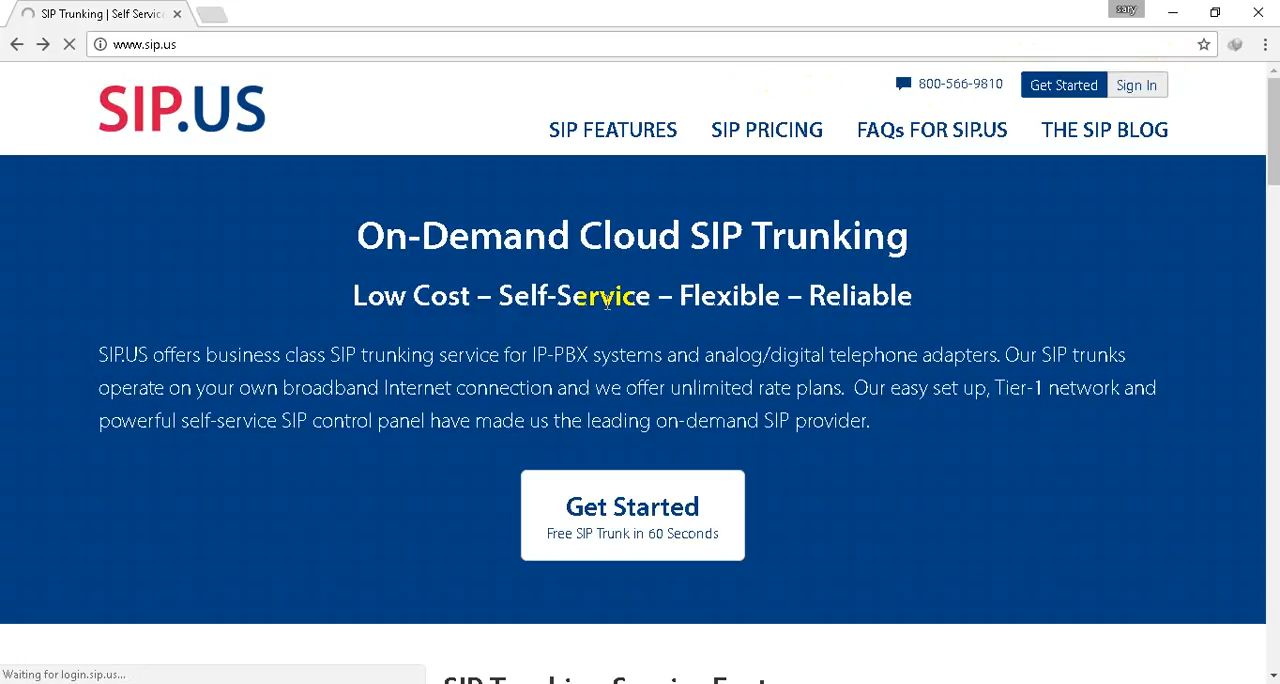 SIP Trunking | Self Servic
sary
www.sip.us
SIP.US
800-566-9810
Get Started
Sign In
SIP FEATURES
SIP PRICING
FAQs FOR SIP.US
THE SIP BLOG
On-Demand Cloud SIP Trunking
Low Cost – Self-Service – Flexible – Reliable
SIP.US offers business class SIP trunking service for IP-PBX systems and analog/digital telephone adapters. Our SIP trunks
operate on your own broadband Internet connection and we offer unlimited rate plans. Our easy set up, Tier-1 network and
powerful self-service SIP control panel have made us the leading on-demand SIP provider.
Get Started
Free SIP Trunk in 60 Seconds
Waiting for login.sip.us...
SIP Trunking Service Feat